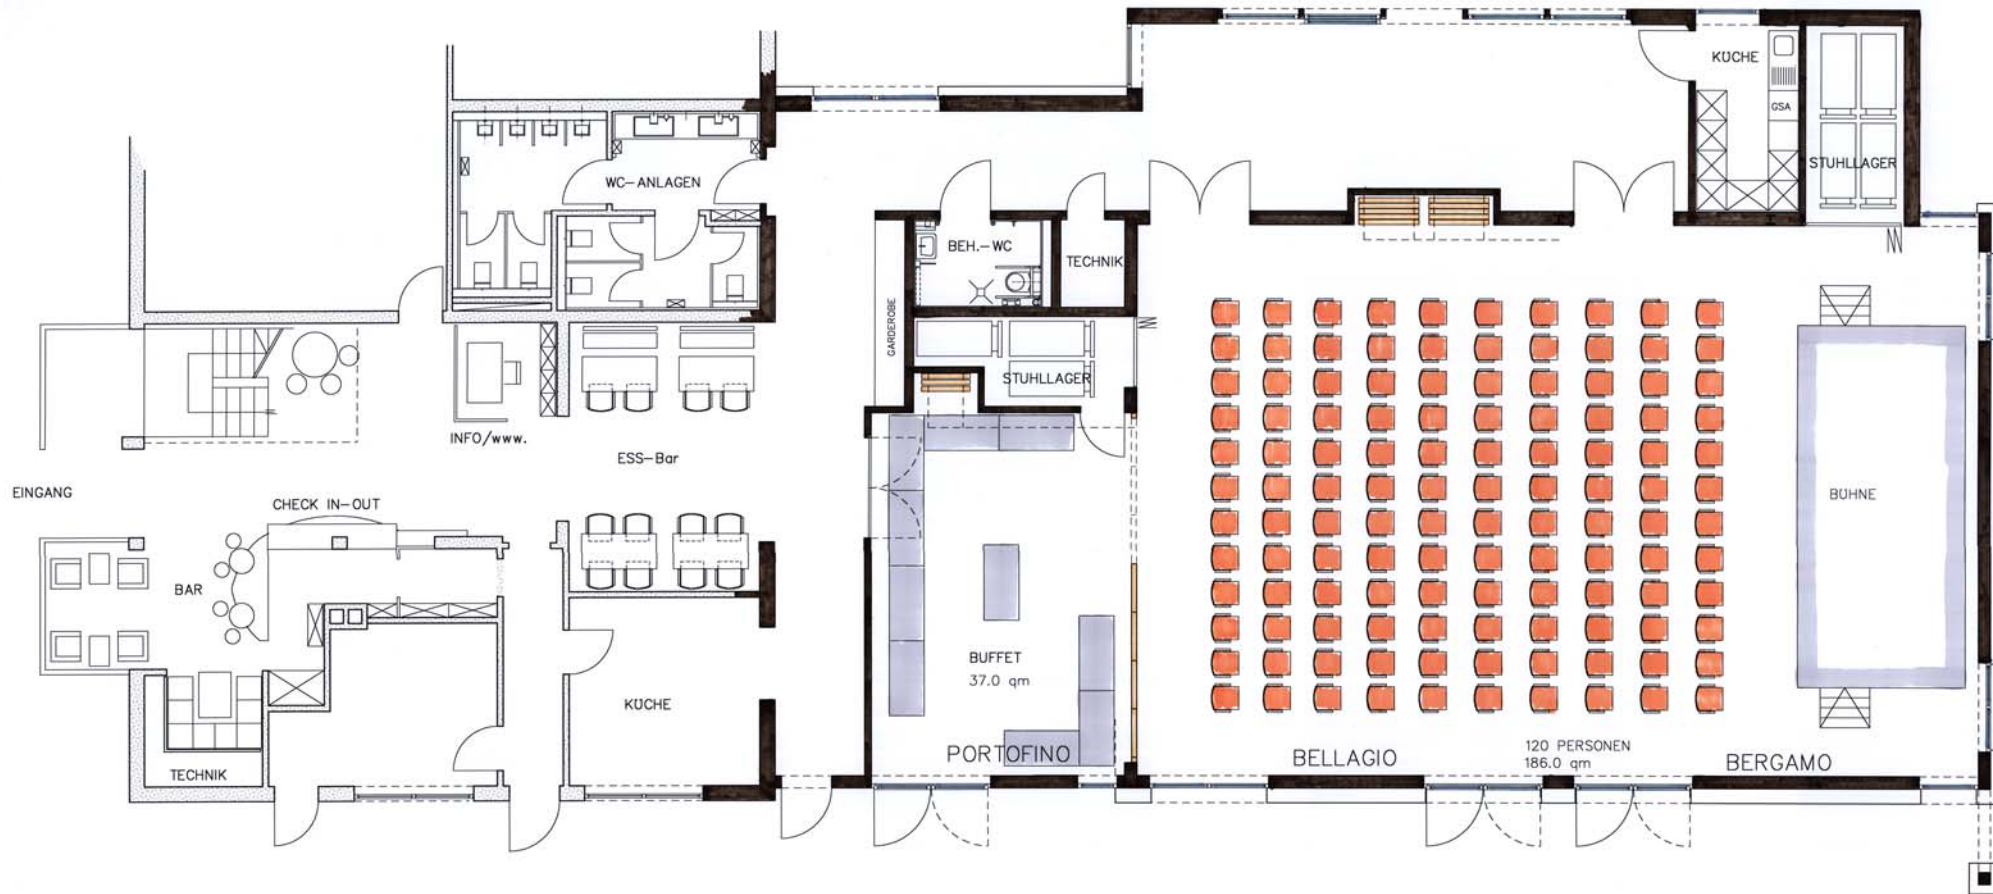 KÜCHE
GSA
STUHLLAGER
WC-ANLAGEN
BEH.-WC
TECHNIK
GARDEROBE
STUHLLAGER
INFO/www.
ESS-Bar
EINGANG
CHECK IN-OUT
BÜHNE
BAR
BUFFET
37.0 qm
KÜCHE
TECHNIK
PORTOFINO
BELLAGIO
120 PERSONEN
186.0 qm
BERGAMO